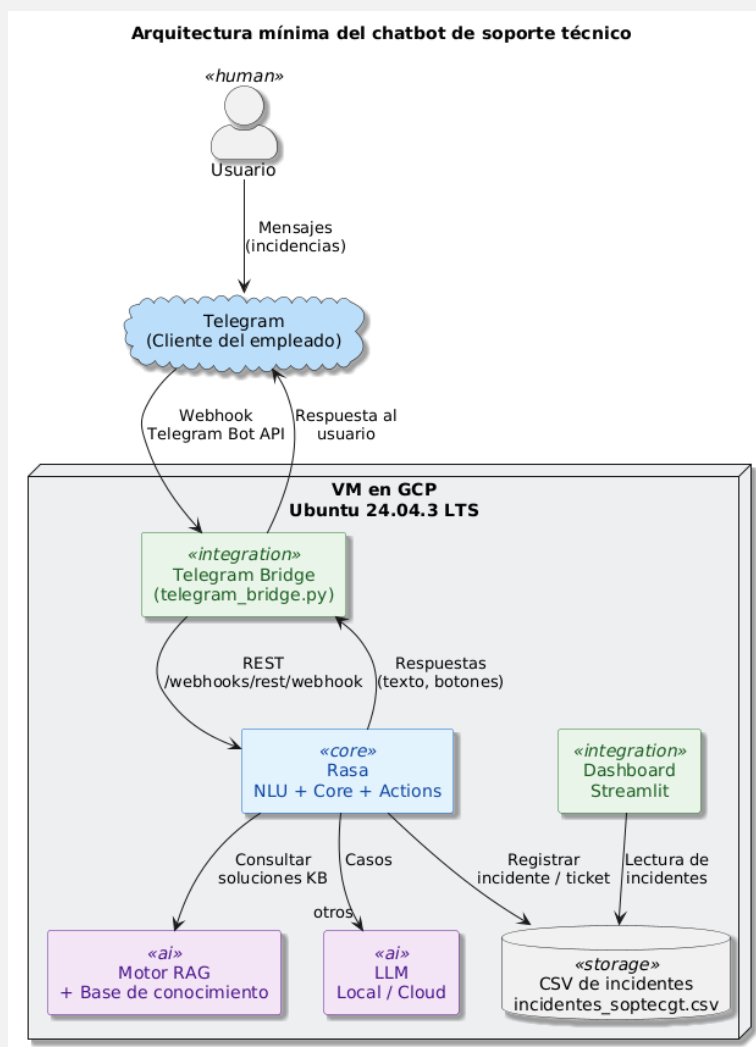 Arquitectura mínima del chatbot de soporte técnico
«human»
Usuario
Mensajes
(incidencias)
Telegram
(Cliente del empleado)
Webhook
Telegram Bot API
Respuesta al
usuario
VM en GCP
Ubuntu 24.04.3 LTS
«integration»
Telegram Bridge
(telegram_bridge.py)
REST
/webhooks/rest/webhook
Respuestas
(texto, botones)
«core»
Rasa
NLU + Core + Actions
«integration»
Dashboard
Streamlit
Consultar
soluciones KB
Casos
otros
Registrar
incidente / ticket
Lectura de
incidentes
«ai»
Motor RAG
+ Base de conocimiento
«ai»
LLM
Local / Cloud
«storage»
CSV de incidentes
incidentes_soptecgt.csv